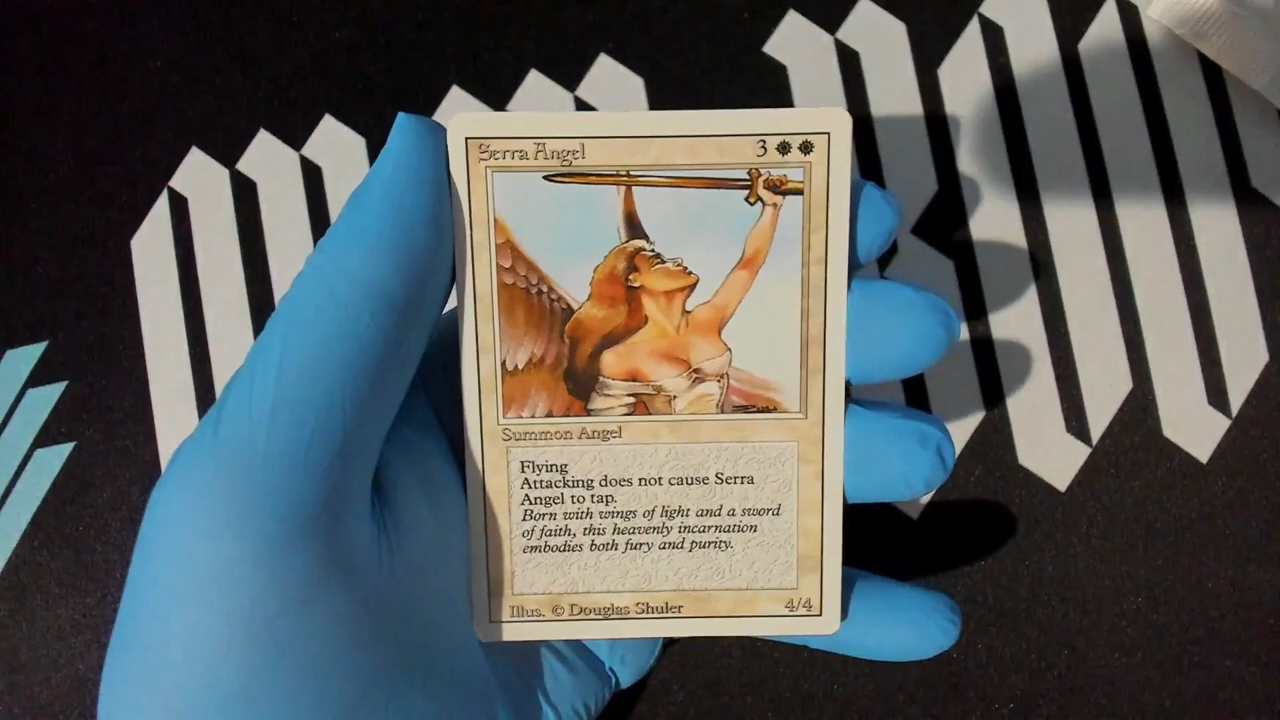 Serra Angel 3
Summon Angel
Flying
Attacking does not cause Serra
Angel to tap.
Born with wings of light and a sword
of faith, this heavenly incarnation
embodies both fury and purity.
Illus. © Douglas Shuler 4/4